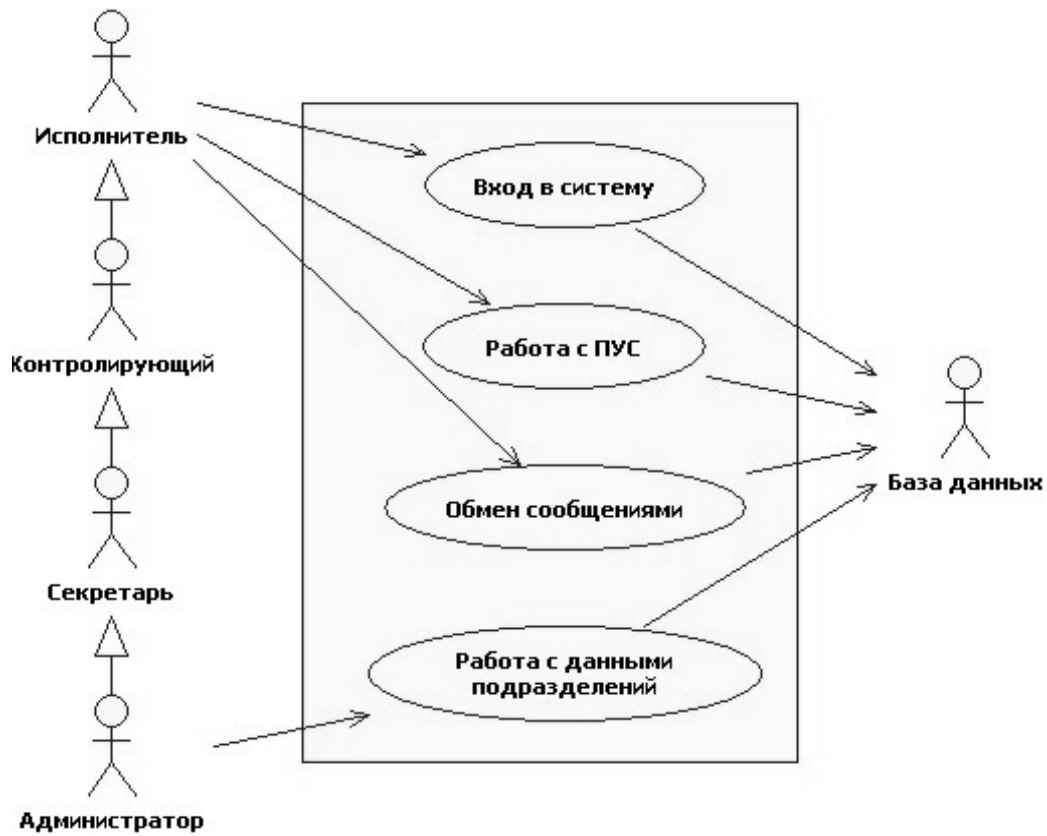 Исполнитель
Вход в систему
Контролирующий
Работа с ПУС
База данных
Обмен сообщениями
Секретарь
Работа с данными
подразделений
Администратор